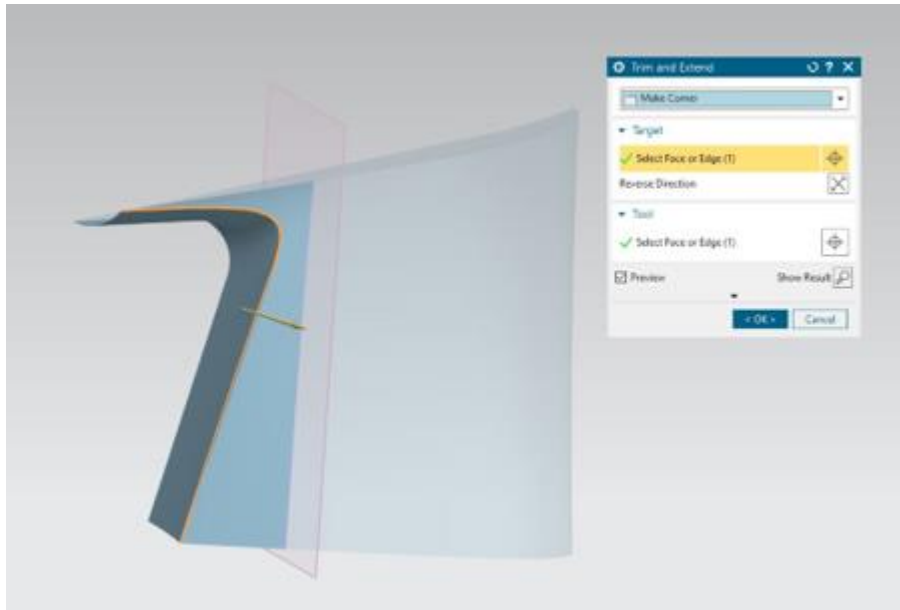 Trim and Extend
Make Corner
Target
Select Face or Edge (1)
Reverse Direction
Tool
Select Face or Edge (1)
Preview
Show Result
< OK >
Cancel